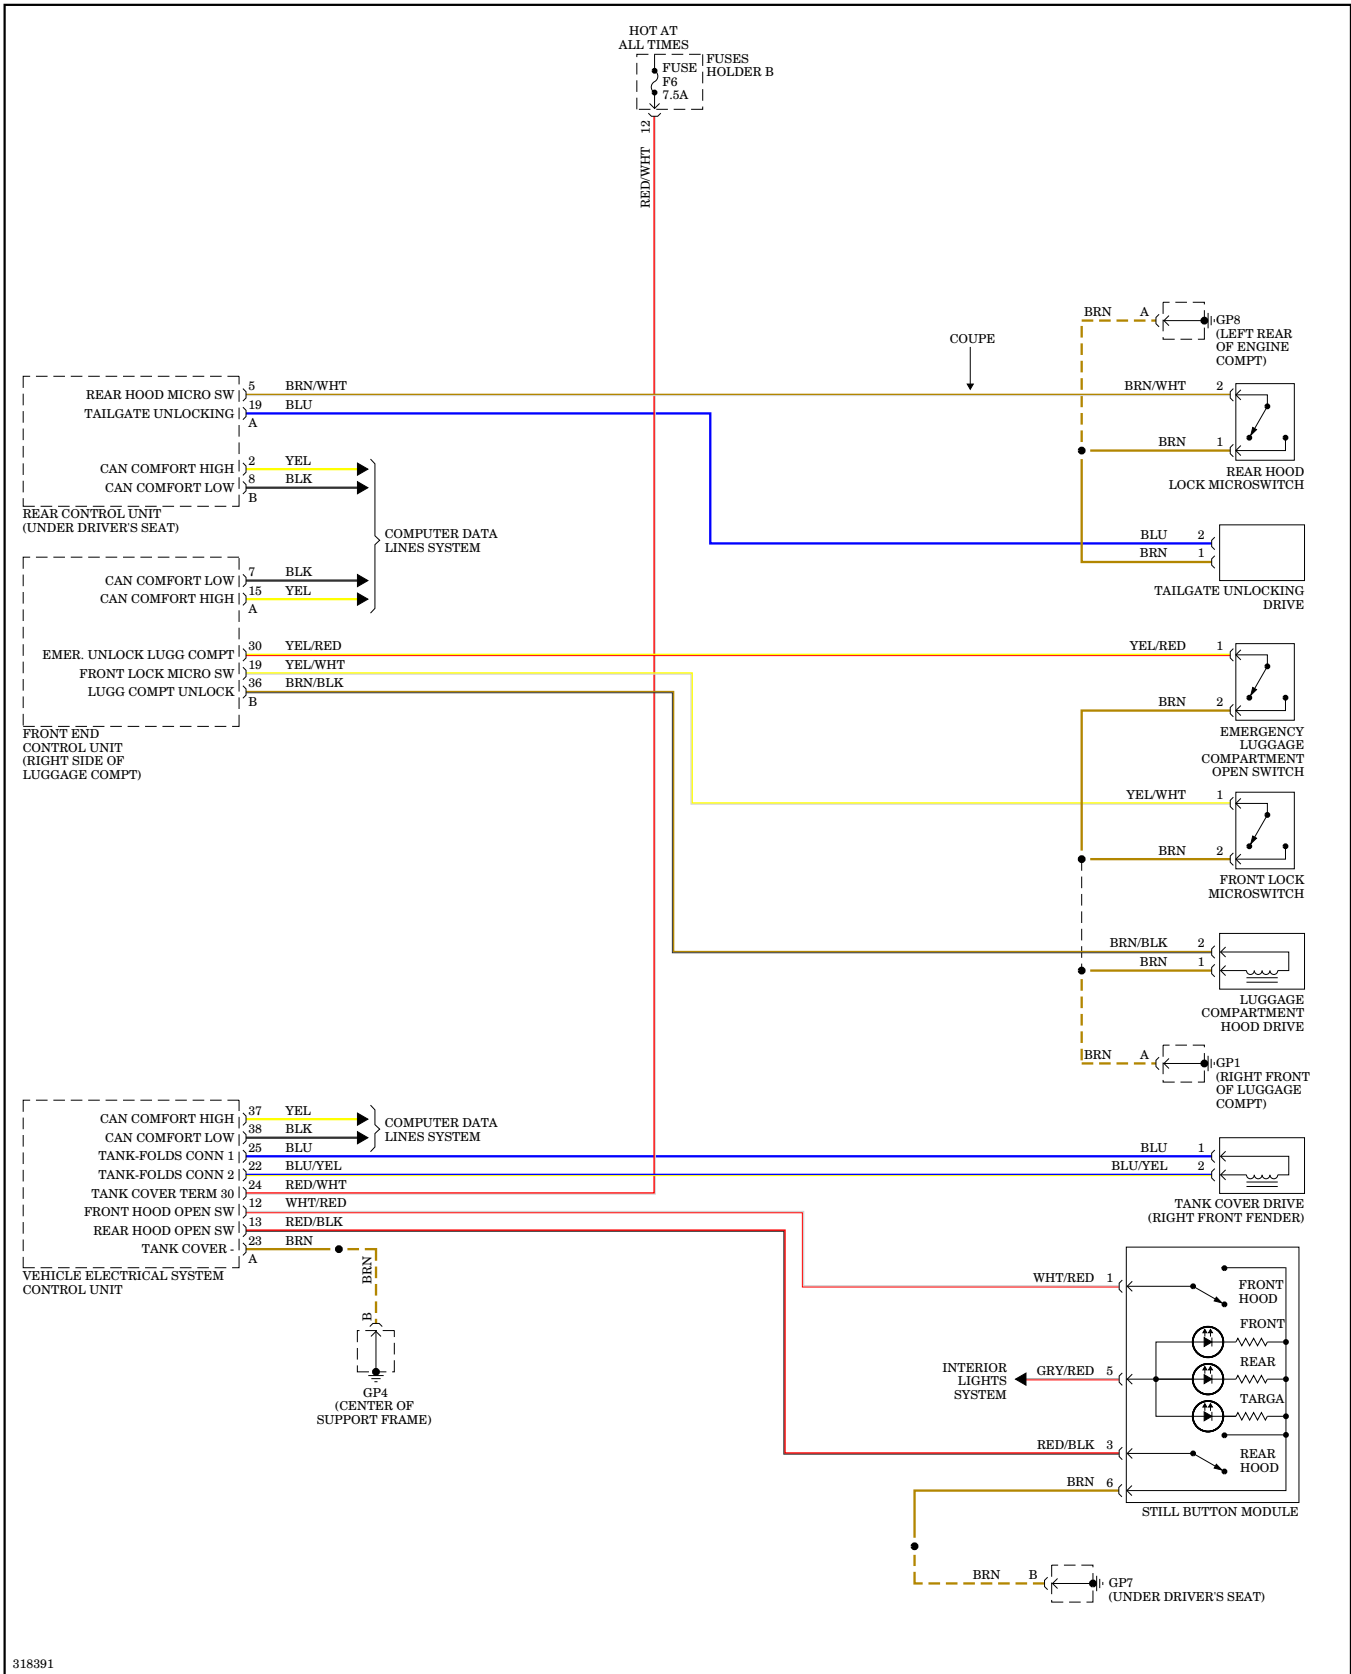 HOT AT
ALL TIMES
FUSE
F6
7.5A
FUSES
HOLDER B
12
RED/WHT
COUPE
BRN A
GP8
(LEFT REAR
OF ENGINE
COMPT)
REAR HOOD MICRO SW 5 BRN/WHT
TAILGATE UNLOCKING 19 BLU
A
CAN COMFORT HIGH 2 YEL
CAN COMFORT LOW 8 BLK
B
REAR CONTROL UNIT
(UNDER DRIVER'S SEAT)
COMPUTER DATA
LINES SYSTEM
BRN/WHT 2
BRN 1
REAR HOOD
LOCK MICROSWITCH
BLU 2
BRN 1
TAILGATE UNLOCKING
DRIVE
CAN COMFORT LOW 7 BLK
CAN COMFORT HIGH 15 YEL
A
EMER. UNLOCK LUGG COMPT 30 YEL/RED
FRONT LOCK MICRO SW 19 YEL/WHT
LUGG COMPT UNLOCK 36 BRN/BLK
B
FRONT END
CONTROL UNIT
(RIGHT SIDE OF
LUGGAGE COMPT)
YEL/RED 1
BRN 2
EMERGENCY
LUGGAGE
COMPARTMENT
OPEN SWITCH
YEL/WHT 1
BRN 2
FRONT LOCK
MICROSWITCH
BRN/BLK 2
BRN 1
LUGGAGE
COMPARTMENT
HOOD DRIVE
BRN A
GP1
(RIGHT FRONT
OF LUGGAGE
COMPT)
CAN COMFORT HIGH 37 YEL
CAN COMFORT LOW 38 BLK
TANK-FOLDS CONN 1 25 BLU
TANK-FOLDS CONN 2 22 BLU/YEL
TANK COVER TERM 30 24 RED/WHT
FRONT HOOD OPEN SW 12 WHT/RED
REAR HOOD OPEN SW 13 RED/BLK
TANK COVER - 23 BRN
A
VEHICLE ELECTRICAL SYSTEM
CONTROL UNIT
COMPUTER DATA
LINES SYSTEM
BRN
B
GP4
(CENTER OF
SUPPORT FRAME)
BLU 1
BLU/YEL 2
TANK COVER DRIVE
(RIGHT FRONT FENDER)
WHT/RED 1
FRONT
HOOD
FRONT
REAR
TARGA
INTERIOR
LIGHTS
SYSTEM
GRY/RED 5
RED/BLK 3
REAR
HOOD
BRN 6
STILL BUTTON MODULE
BRN B
GP7
(UNDER DRIVER'S SEAT)
318391